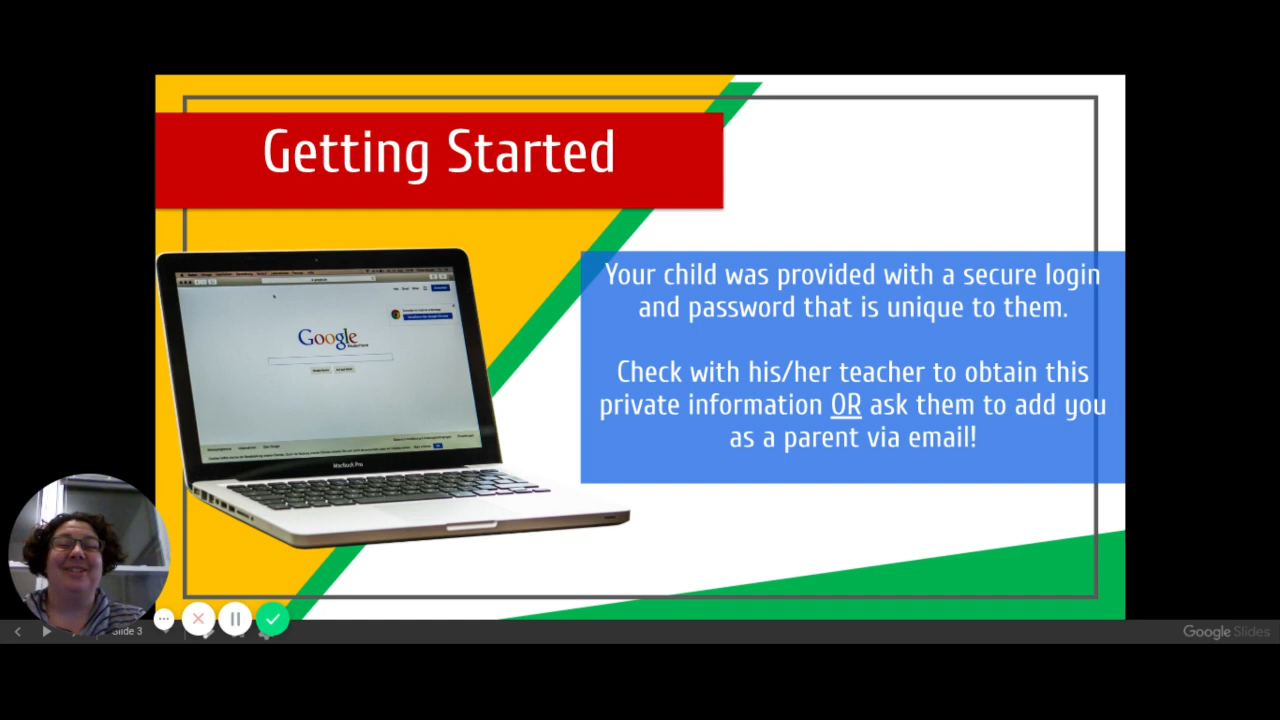 Getting Started
Your child was provided with a secure login
and password that is unique to them.
Check with his/her teacher to obtain this
private information OR ask them to add you
as a parent via email!
Google
MacBook Pro
Slide 3
Google Slides